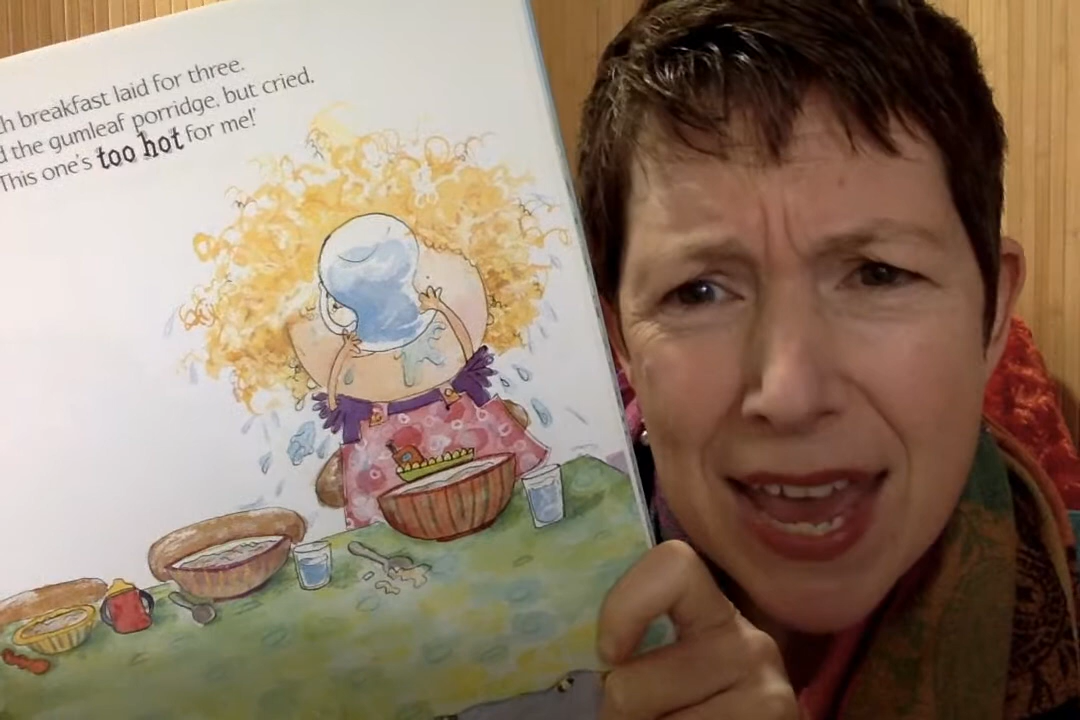 h breakfast laid for three.
d the gumleaf porridge, but cried,
This one's too hot for me!'